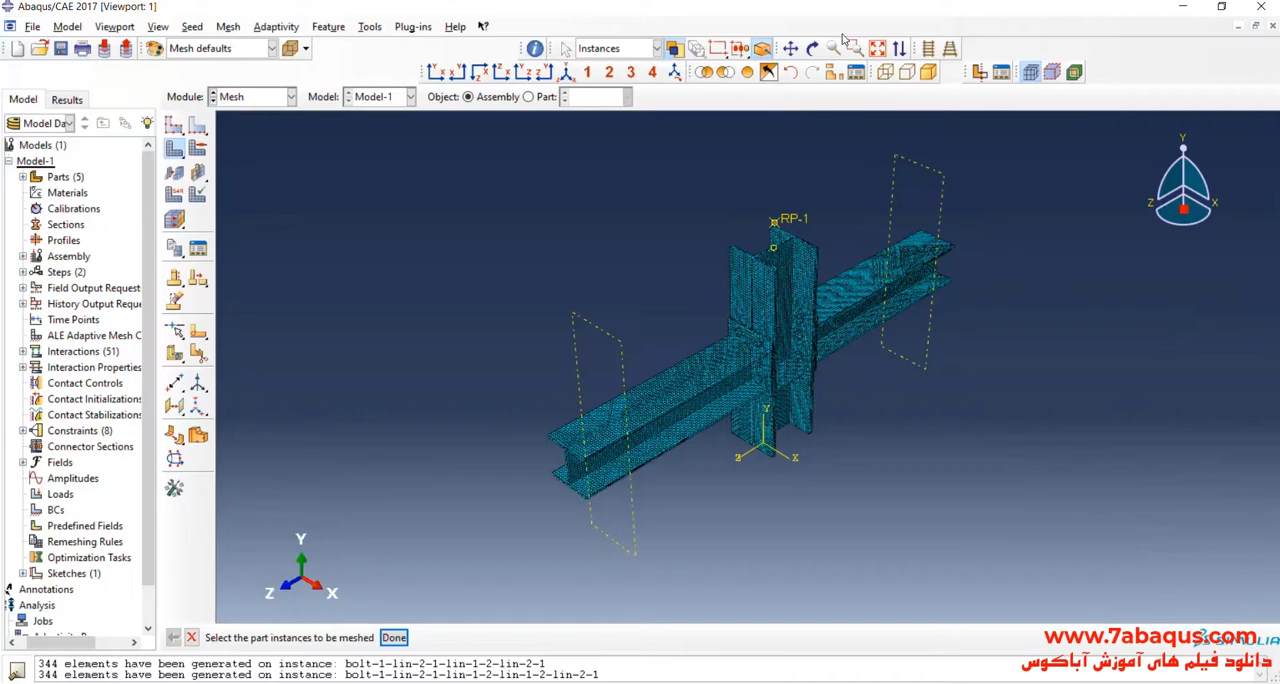 Abaqus/CAE 2017 [Viewport: 1]
File Model Viewport View Seed Mesh Adaptivity Feature Tools Plug-ins Help
Mesh defaults Instances
1 2 3 4
Model Results Module: Mesh Model: Model-1 Object: Assembly Part:
Model Da
Models (1)
Model-1
Parts (5)
Materials
Calibrations
Sections
Profiles
Assembly
Steps (2)
Field Output Request
History Output Reque
Time Points
ALE Adaptive Mesh C
Interactions (51)
Interaction Properties
Contact Controls
Contact Initializations
Contact Stabilizations
Constraints (8)
Connector Sections
Fields
Amplitudes
Loads
BCs
Predefined Fields
Remeshing Rules
Optimization Tasks
Sketches (1)
Annotations
Analysis
Jobs
RP-1
Y
Z X
Y
Z X
Y
Z X
Select the part instances to be meshed Done
www.7abaqus.com
دانلود فیلم های آموزش آباکوس
344 elements have been generated on instance: bolt-1-lin-2-1-lin-1-2-lin-2-1
344 elements have been generated on instance: bolt-1-lin-2-1-lin-1-2-lin-2-1-2-lin-2-1